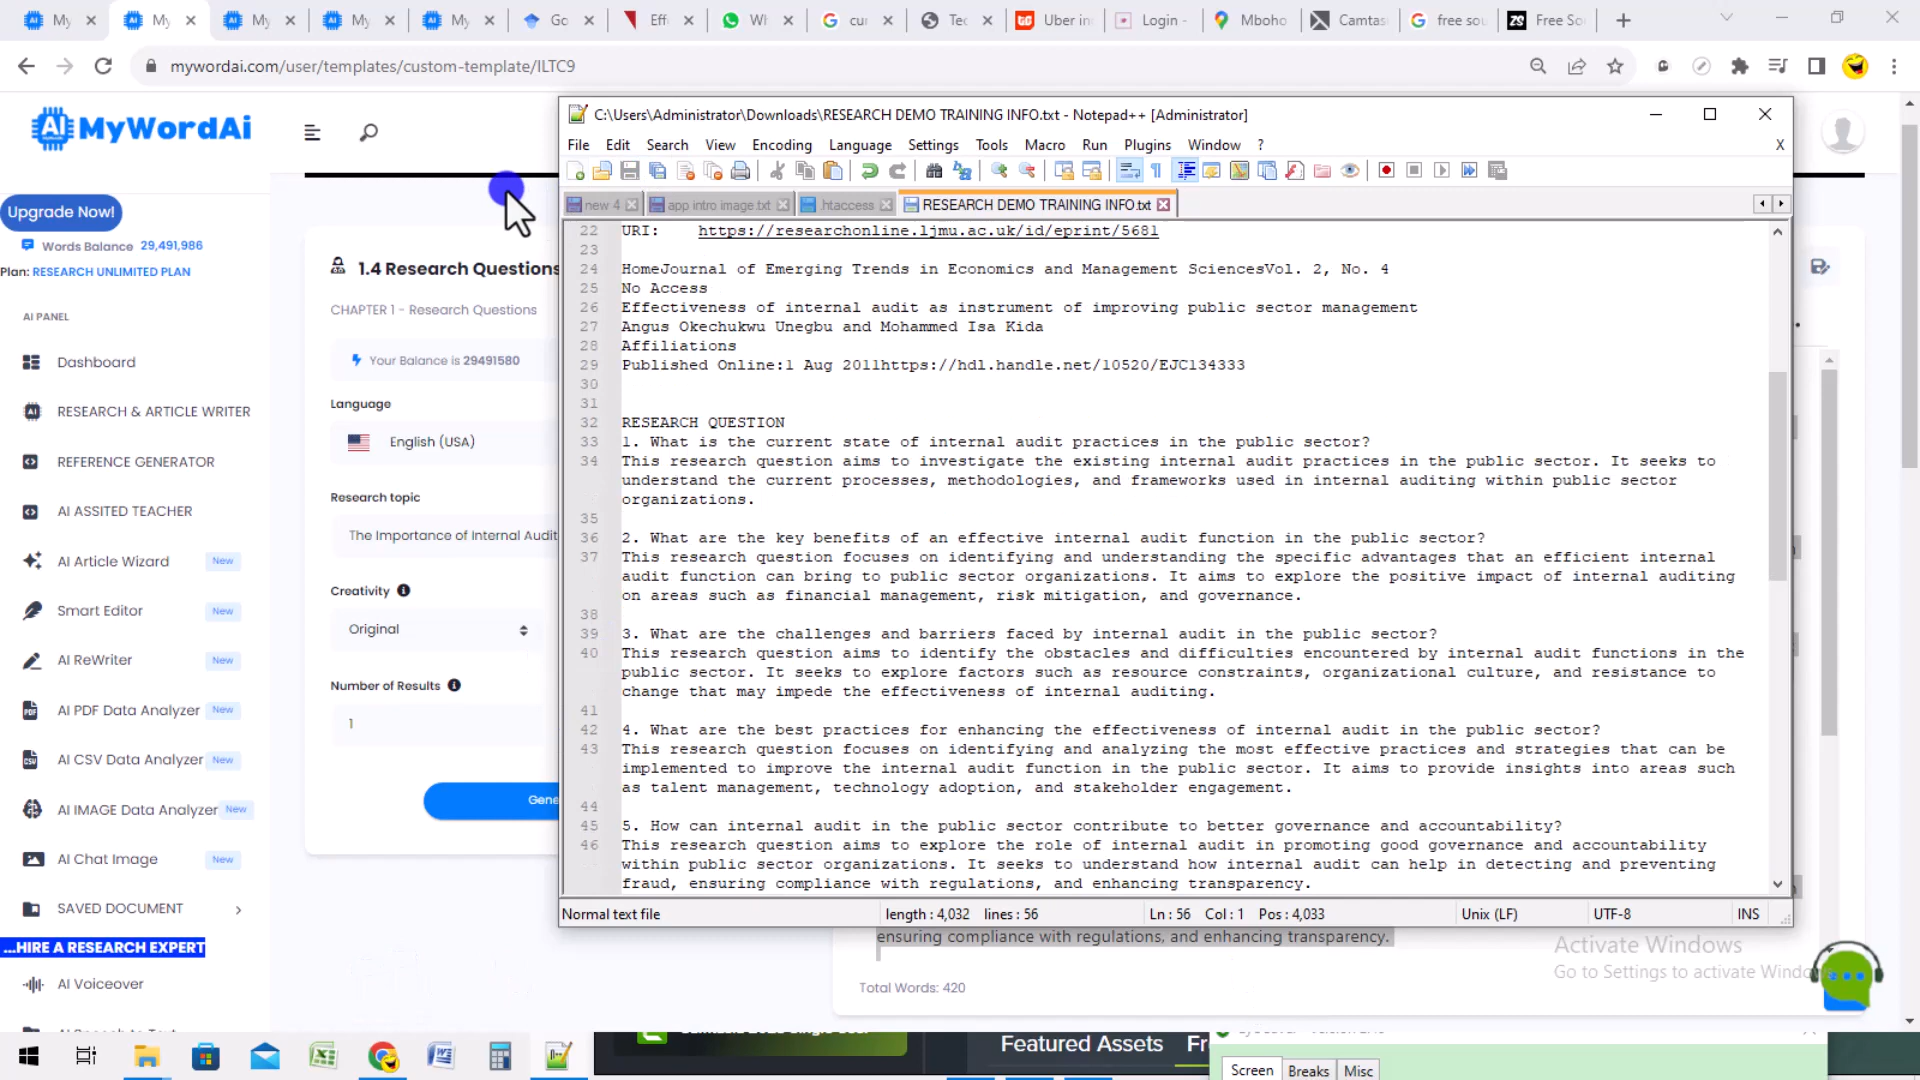 My
My
My
My
My
Go
Eff
Wh
cur
Tec
Uber in
Login -
Mboho
Camtas
free sou
Free So
mywordai.com/user/templates/custom-template/ILTC9
MyWordAi
Upgrade Now!
Words Balance 29,491,986
Plan: RESEARCH UNLIMITED PLAN
AI PANEL
Dashboard
RESEARCH & ARTICLE WRITER
REFERENCE GENERATOR
AI ASSITED TEACHER
AI Article Wizard New
Smart Editor New
AI ReWriter New
AI PDF Data Analyzer New
AI CSV Data Analyzer New
AI IMAGE Data Analyzer New
AI Chat Image New
SAVED DOCUMENT
...HIRE A RESEARCH EXPERT
AI Voiceover
1.4 Research Questions
CHAPTER 1 - Research Questions
Your Balance is 29491580
Language
English (USA)
Research topic
The Importance of Internal Audit
Creativity
Original
Number of Results
1
Gene
C:\Users\Administrator\Downloads\RESEARCH DEMO TRAINING INFO.txt - Notepad++ [Administrator]
File Edit Search View Encoding Language Settings Tools Macro Run Plugins Window ? X
new 4
app intro image.txt
.htaccess
RESEARCH DEMO TRAINING INFO.txt
22 URI: https://researchonline.ljmu.ac.uk/id/eprint/5681
23
24 HomeJournal of Emerging Trends in Economics and Management SciencesVol. 2, No. 4
25 No Access
26 Effectiveness of internal audit as instrument of improving public sector management
27 Angus Okechukwu Unegbu and Mohammed Isa Kida
28 Affiliations
29 Published Online:1 Aug 2011https://hdl.handle.net/10520/EJC134333
30
31
32 RESEARCH QUESTION
33 1. What is the current state of internal audit practices in the public sector?
34 This research question aims to investigate the existing internal audit practices in the public sector. It seeks to
understand the current processes, methodologies, and frameworks used in internal auditing within public sector
organizations.
35
36 2. What are the key benefits of an effective internal audit function in the public sector?
37 This research question focuses on identifying and understanding the specific advantages that an efficient internal
audit function can bring to public sector organizations. It aims to explore the positive impact of internal auditing
on areas such as financial management, risk mitigation, and governance.
38
39 3. What are the challenges and barriers faced by internal audit in the public sector?
40 This research question aims to identify the obstacles and difficulties encountered by internal audit functions in the
public sector. It seeks to explore factors such as resource constraints, organizational culture, and resistance to
change that may impede the effectiveness of internal auditing.
41
42 4. What are the best practices for enhancing the effectiveness of internal audit in the public sector?
43 This research question focuses on identifying and analyzing the most effective practices and strategies that can be
implemented to improve the internal audit function in the public sector. It aims to provide insights into areas such
as talent management, technology adoption, and stakeholder engagement.
44
45 5. How can internal audit in the public sector contribute to better governance and accountability?
46 This research question aims to explore the role of internal audit in promoting good governance and accountability
within public sector organizations. It seeks to understand how internal audit can help in detecting and preventing
fraud, ensuring compliance with regulations, and enhancing transparency.
Normal text file length : 4,032 lines : 56 Ln : 56 Col : 1 Pos : 4,033 Unix (LF) UTF-8 INS
ensuring compliance with regulations, and enhancing transparency.
Total Words: 420
Activate Windows
Go to Settings to activate Windo
Featured Assets
Screen Breaks Misc